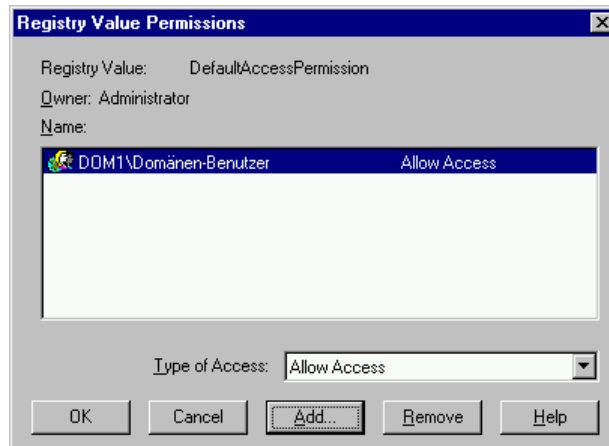 Registry Value Permissions
Registry Value: DefaultAccessPermission
Owner: Administrator
Name:
DOM1\Domänen-Benutzer Allow Access
Type of Access: Allow Access
OK Cancel Add... Remove Help